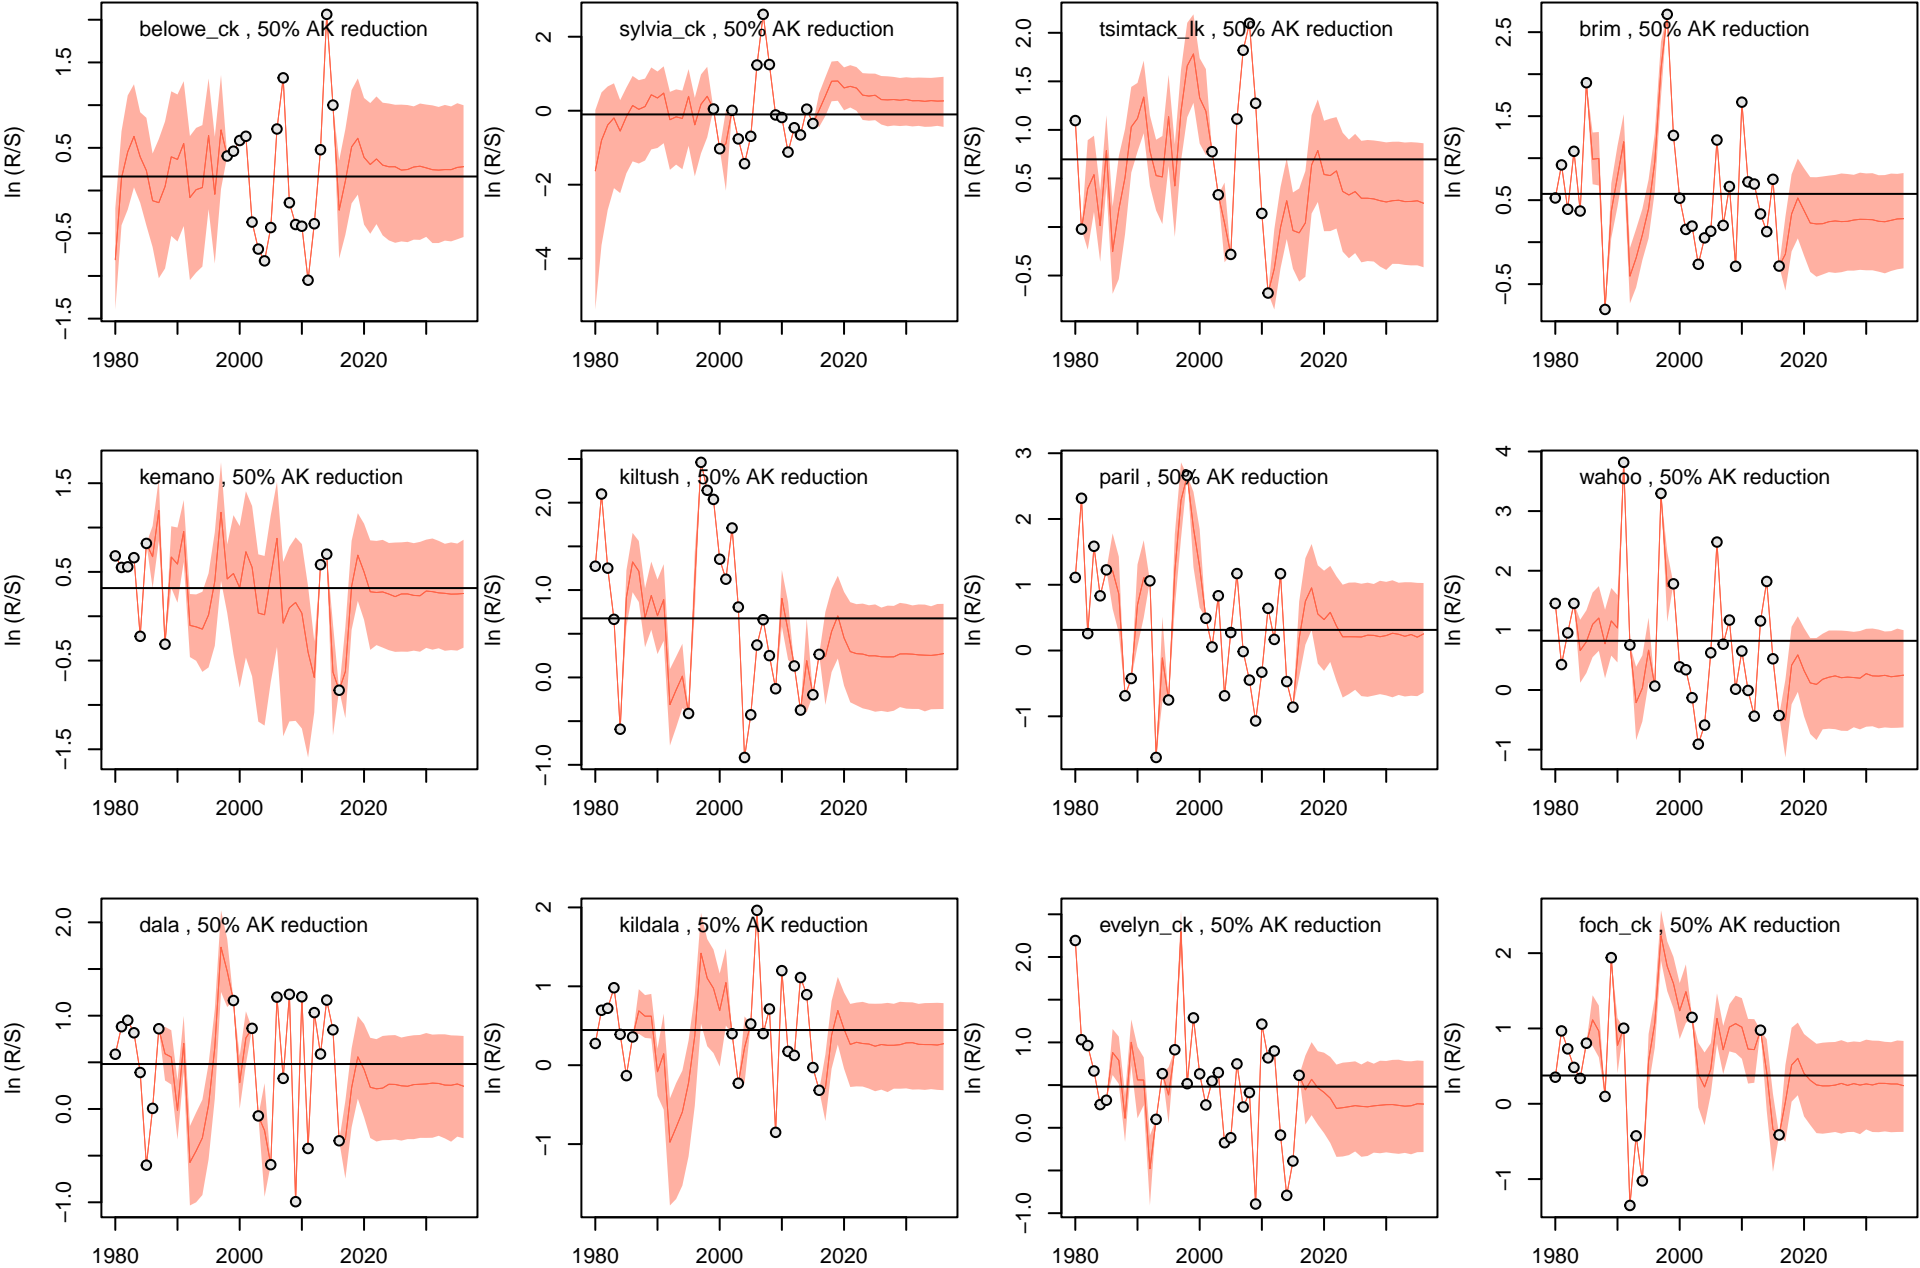 belowe_ck , 50% AK reduction
ln (R/S)
1.5
0.5
−0.5
−1.5
1980 2000 2020
sylvia_ck , 50% AK reduction
ln (R/S)
2
0
−2
−4
1980 2000 2020
tsimtack_lk , 50% AK reduction
ln (R/S)
2.0
1.5
1.0
0.5
−0.5
1980 2000 2020
brim , 50% AK reduction
ln (R/S)
2.5
1.5
0.5
−0.5
1980 2000 2020
kemano , 50% AK reduction
ln (R/S)
1.5
0.5
−0.5
−1.5
1980 2000 2020
kiltush , 50% AK reduction
ln (R/S)
2.0
1.0
0.0
−1.0
1980 2000 2020
paril , 50% AK reduction
ln (R/S)
3
2
1
0
−1
1980 2000 2020
wahoo , 50% AK reduction
ln (R/S)
4
3
2
1
0
−1
1980 2000 2020
dala , 50% AK reduction
ln (R/S)
2.0
1.0
0.0
−1.0
1980 2000 2020
kildala , 50% AK reduction
ln (R/S)
2
1
0
−1
1980 2000 2020
evelyn_ck , 50% AK reduction
ln (R/S)
2.0
1.0
0.0
−1.0
1980 2000 2020
foch_ck , 50% AK reduction
ln (R/S)
2
1
0
−1
1980 2000 2020